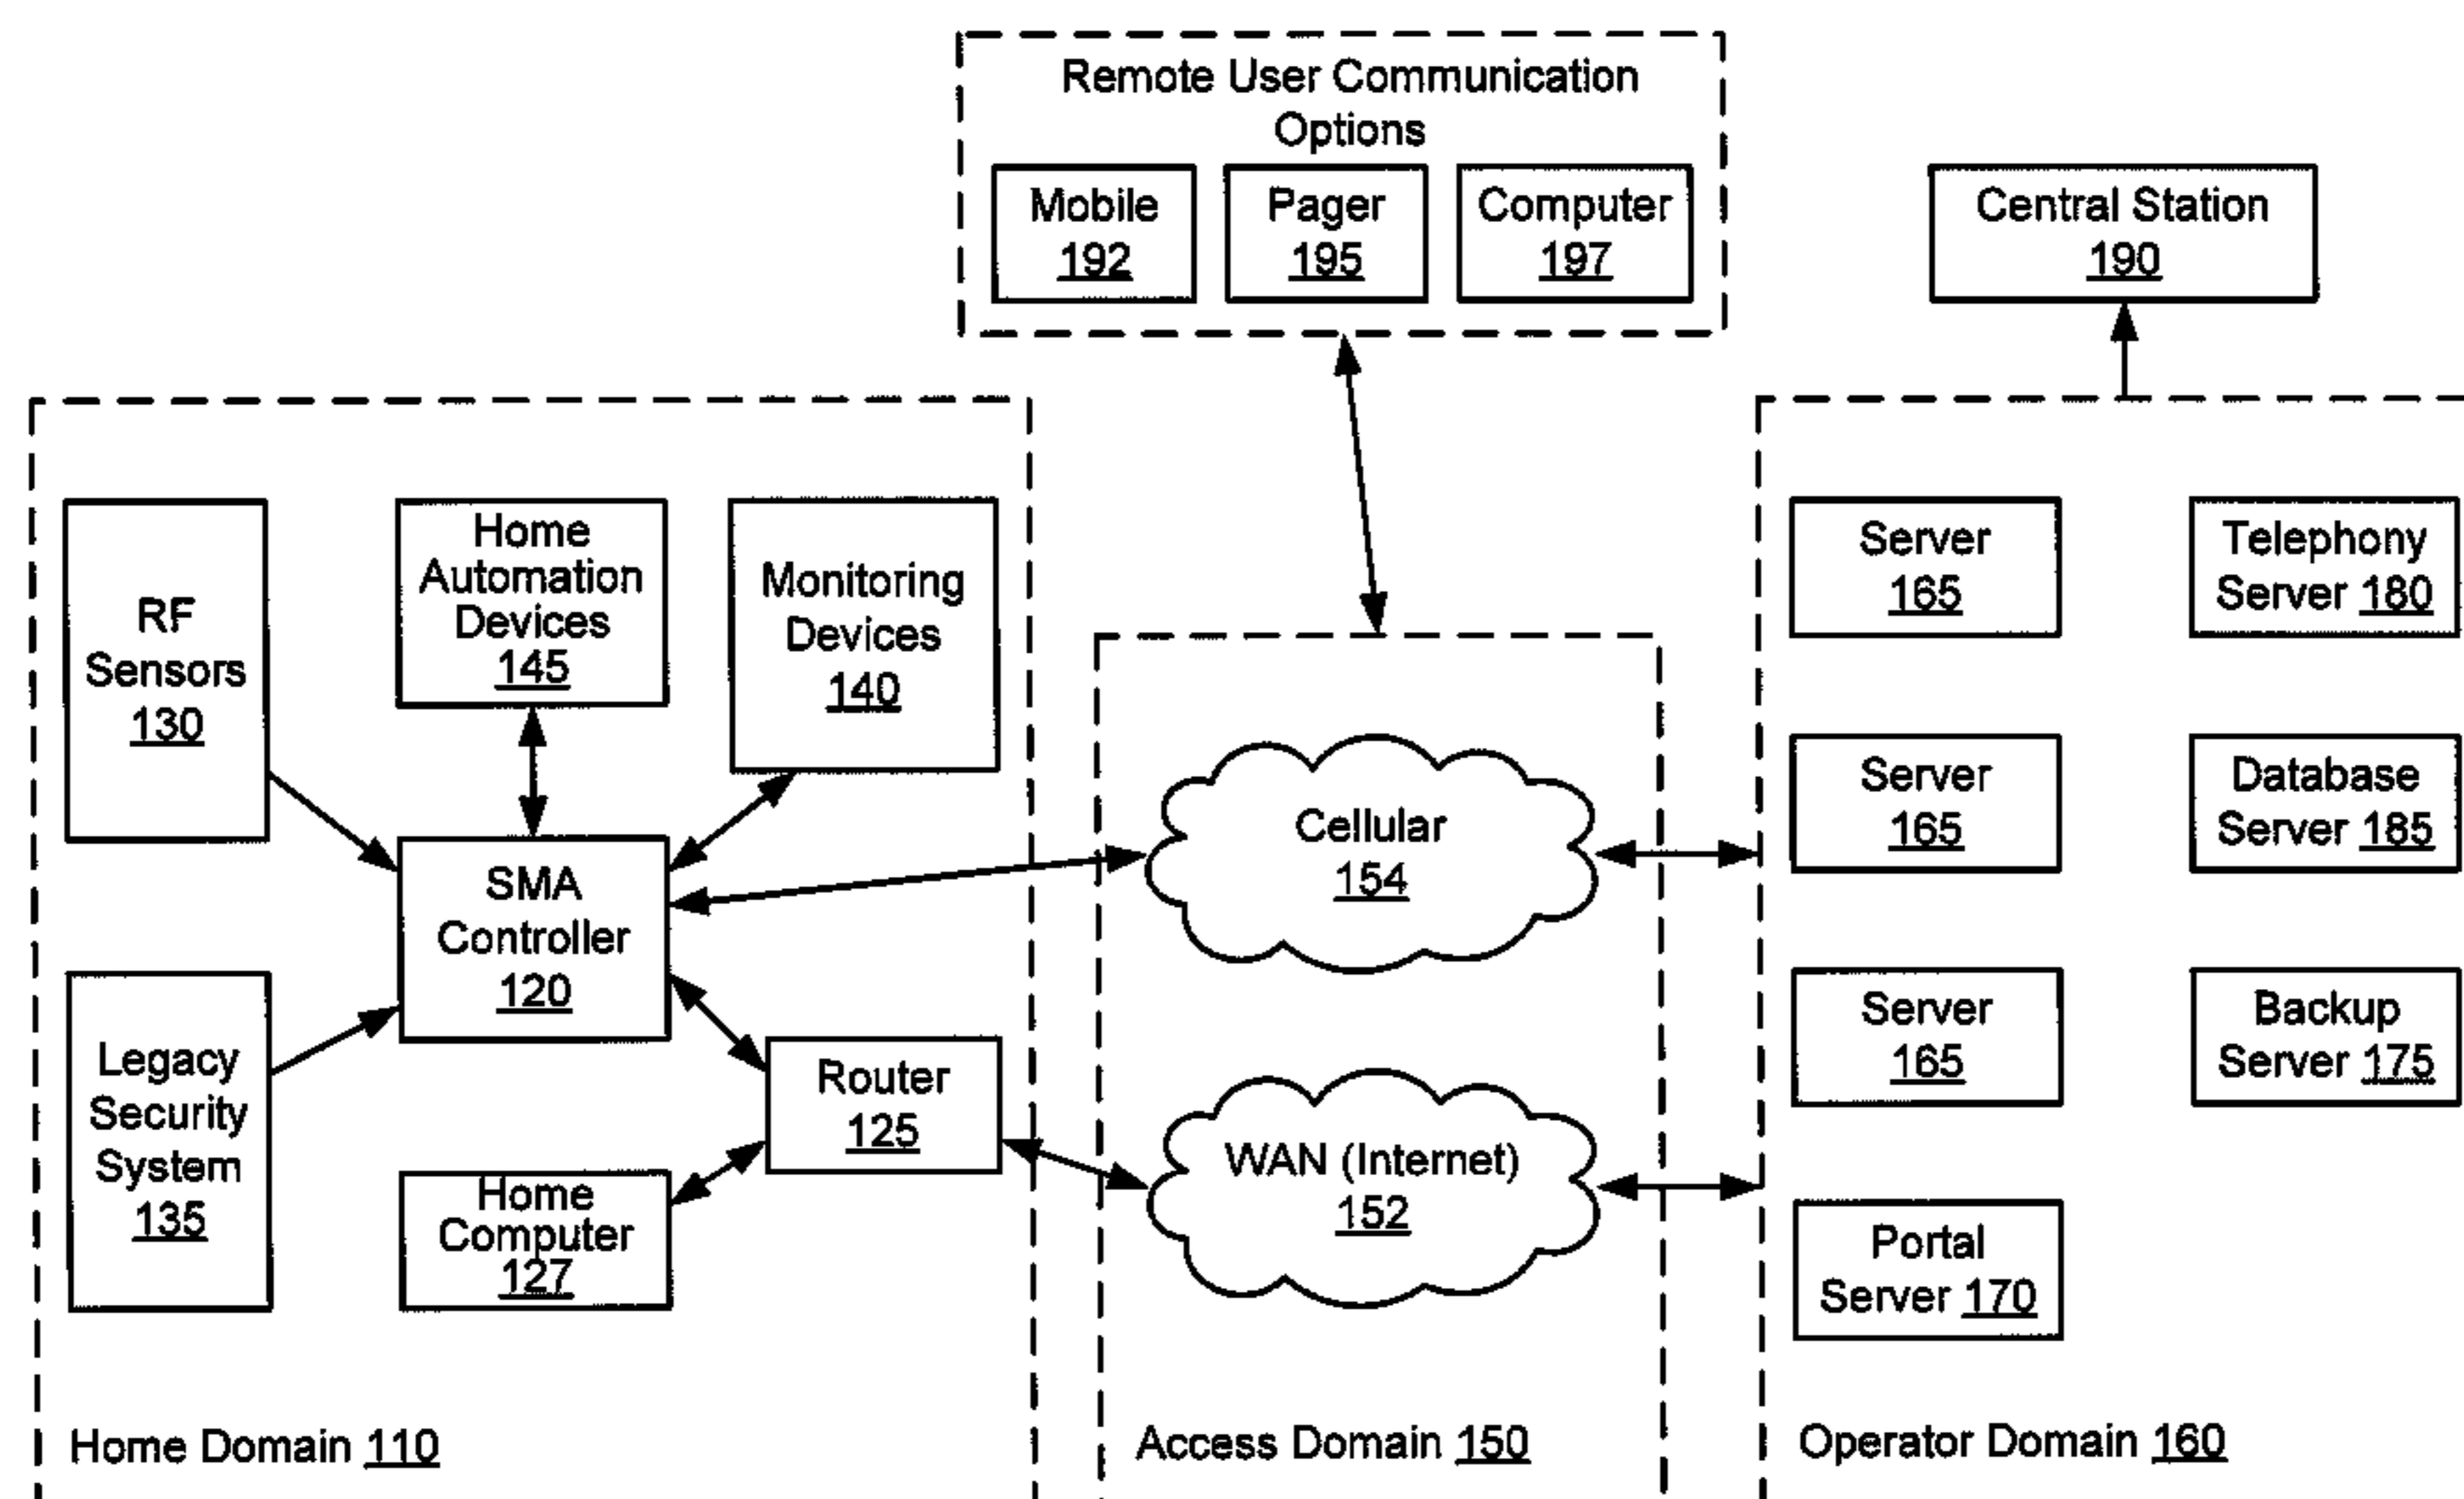 Remote User Communication
Options
Mobile
192
Pager
195
Computer
197
Central Station
190
RF
Sensors
130
Home
Automation
Devices
145
Monitoring
Devices
140
SMA
Controller
120
Legacy
Security
System
135
Router
125
Home
Computer
127
Home Domain 110
Cellular
154
WAN (Internet)
152
Access Domain 150
Server
165
Telephony
Server 180
Server
165
Database
Server 185
Server
165
Backup
Server 175
Portal
Server 170
Operator Domain 160